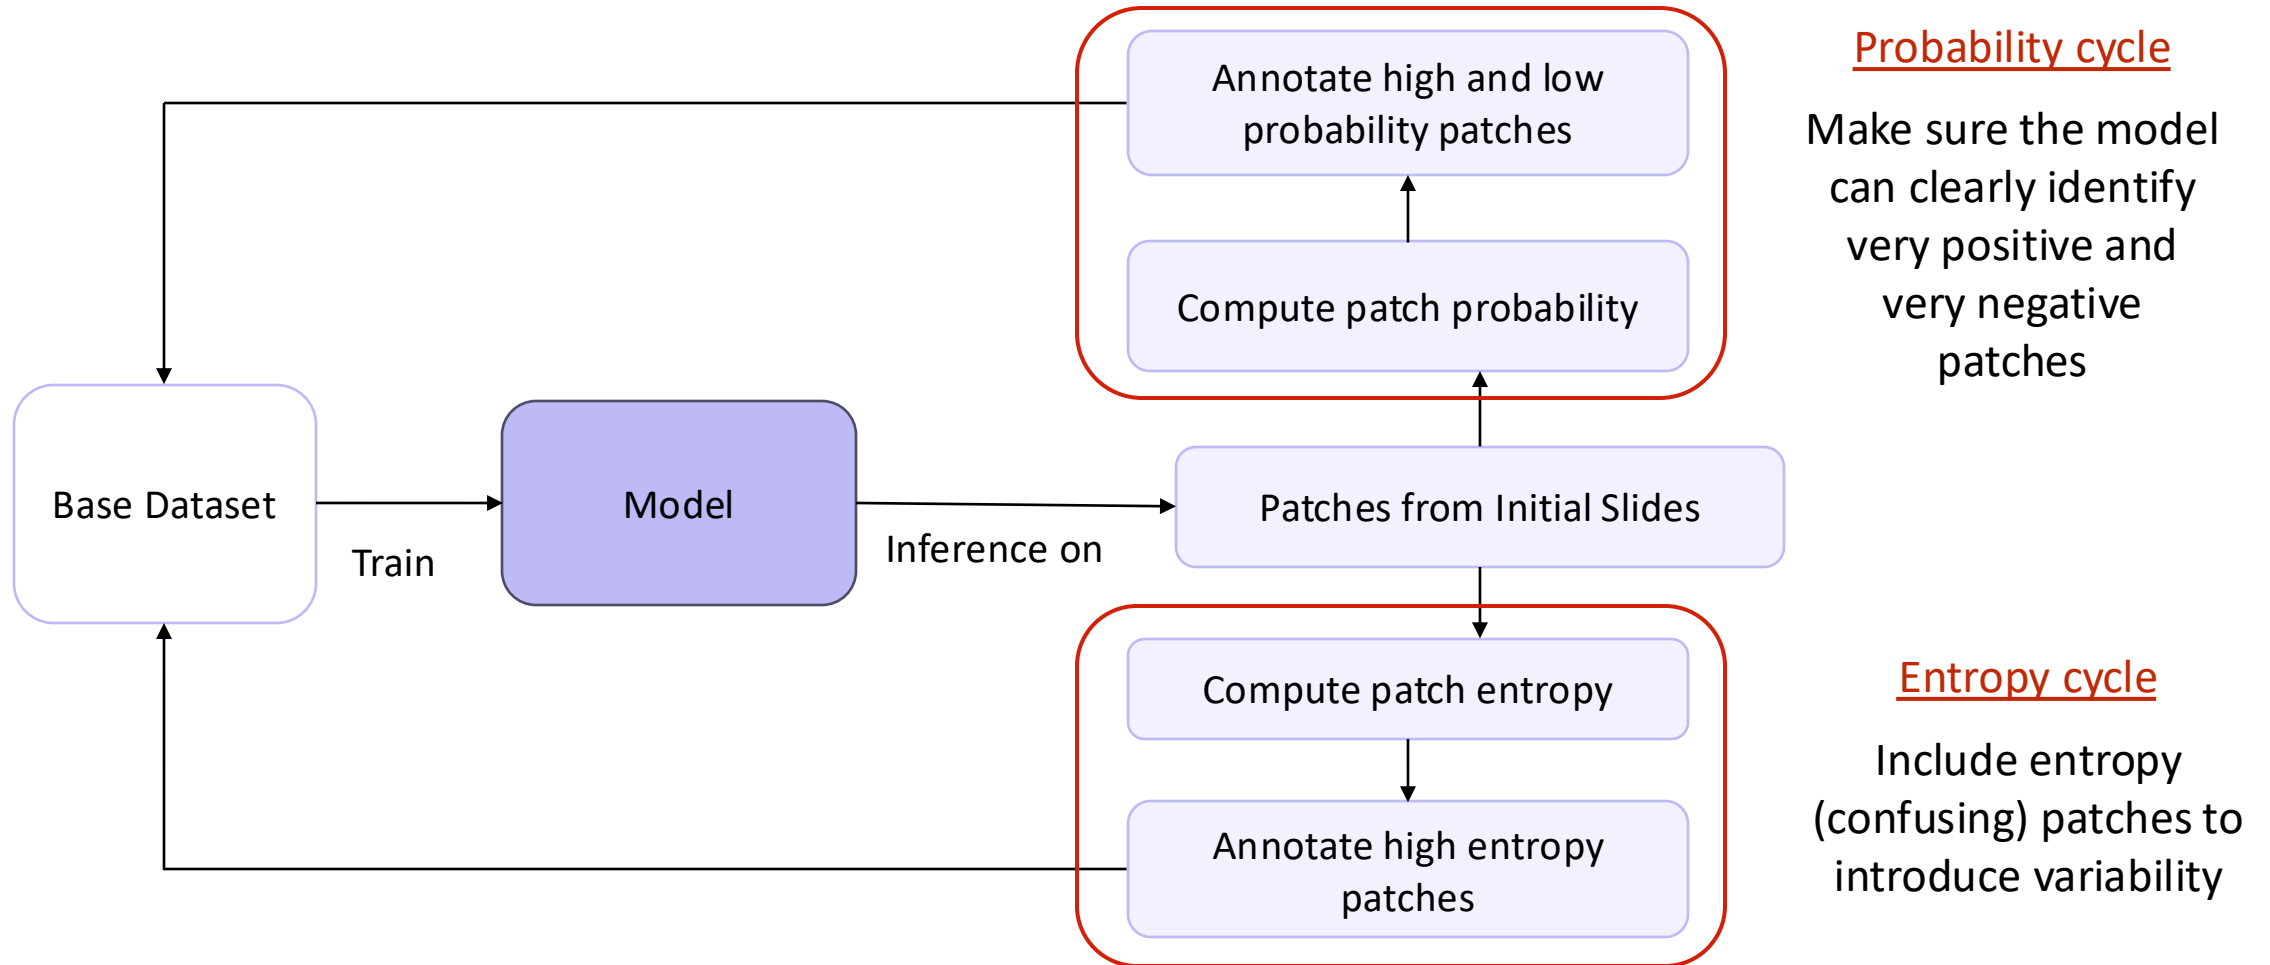 Probability cycle
Annotate high and low
probability patches
Make sure the model
can clearly identify
very positive and
very negative
patches
Compute patch probability
Base Dataset
Train
Model
Inference on
Patches from Initial Slides
Compute patch entropy
Annotate high entropy
patches
Entropy cycle
Include entropy
(confusing) patches to
introduce variability